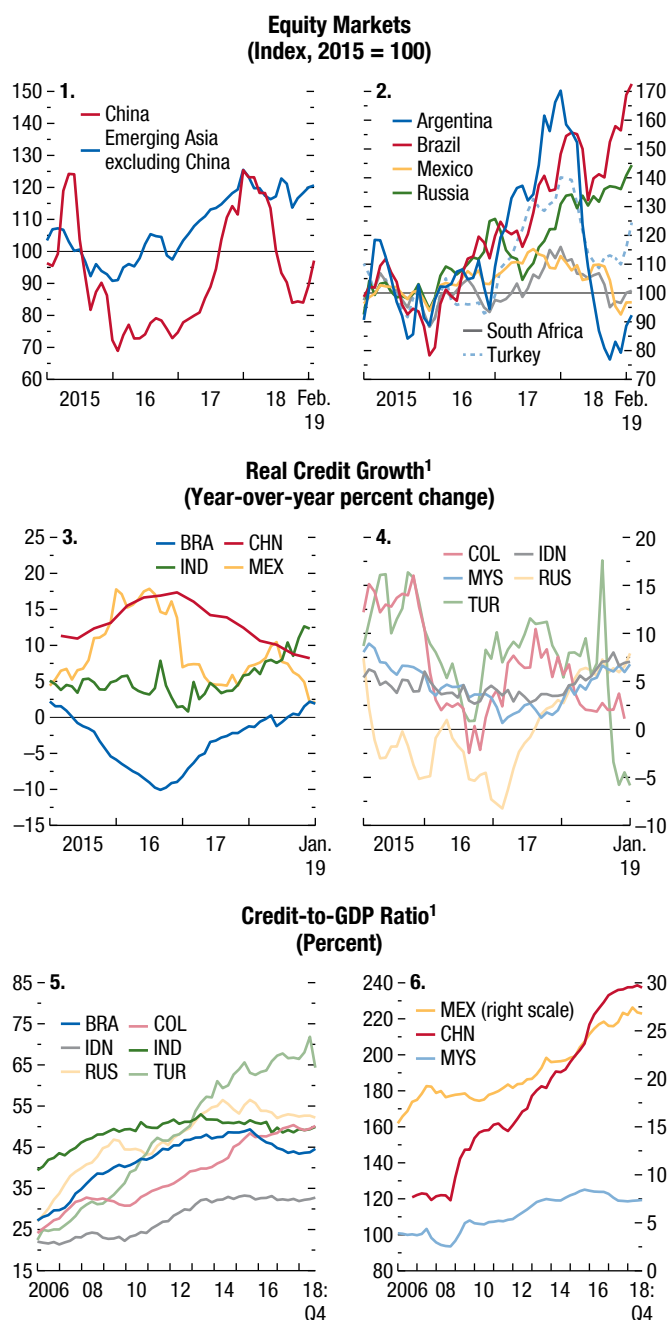 Equity Markets
(Index, 2015 = 100)
1.
China
Emerging Asia
excluding China
150
140
130
120
110
100
90
80
70
60
2015 16 17 18 Feb.
19
2.
Argentina
Brazil
Mexico
Russia
South Africa
Turkey
170
160
150
140
130
120
110
100
90
80
70
2015 16 17 18 Feb.
19
Real Credit Growth¹
(Year-over-year percent change)
3.
BRA CHN
IND MEX
25
20
15
10
5
0
–5
–10
–15
2015 16 17 18 Jan.
19
4.
COL IDN
MYS RUS
TUR
20
15
10
5
0
–5
–10
2015 16 17 18 Jan.
19
Credit-to-GDP Ratio¹
(Percent)
5.
BRA COL
IDN IND
RUS TUR
85
75
65
55
45
35
25
15
2006 08 10 12 14 16 18:
Q4
6.
MEX (right scale)
CHN
MYS
240
220
200
180
160
140
120
100
80
30
25
20
15
10
5
0
2006 08 10 12 14 16 18:
Q4